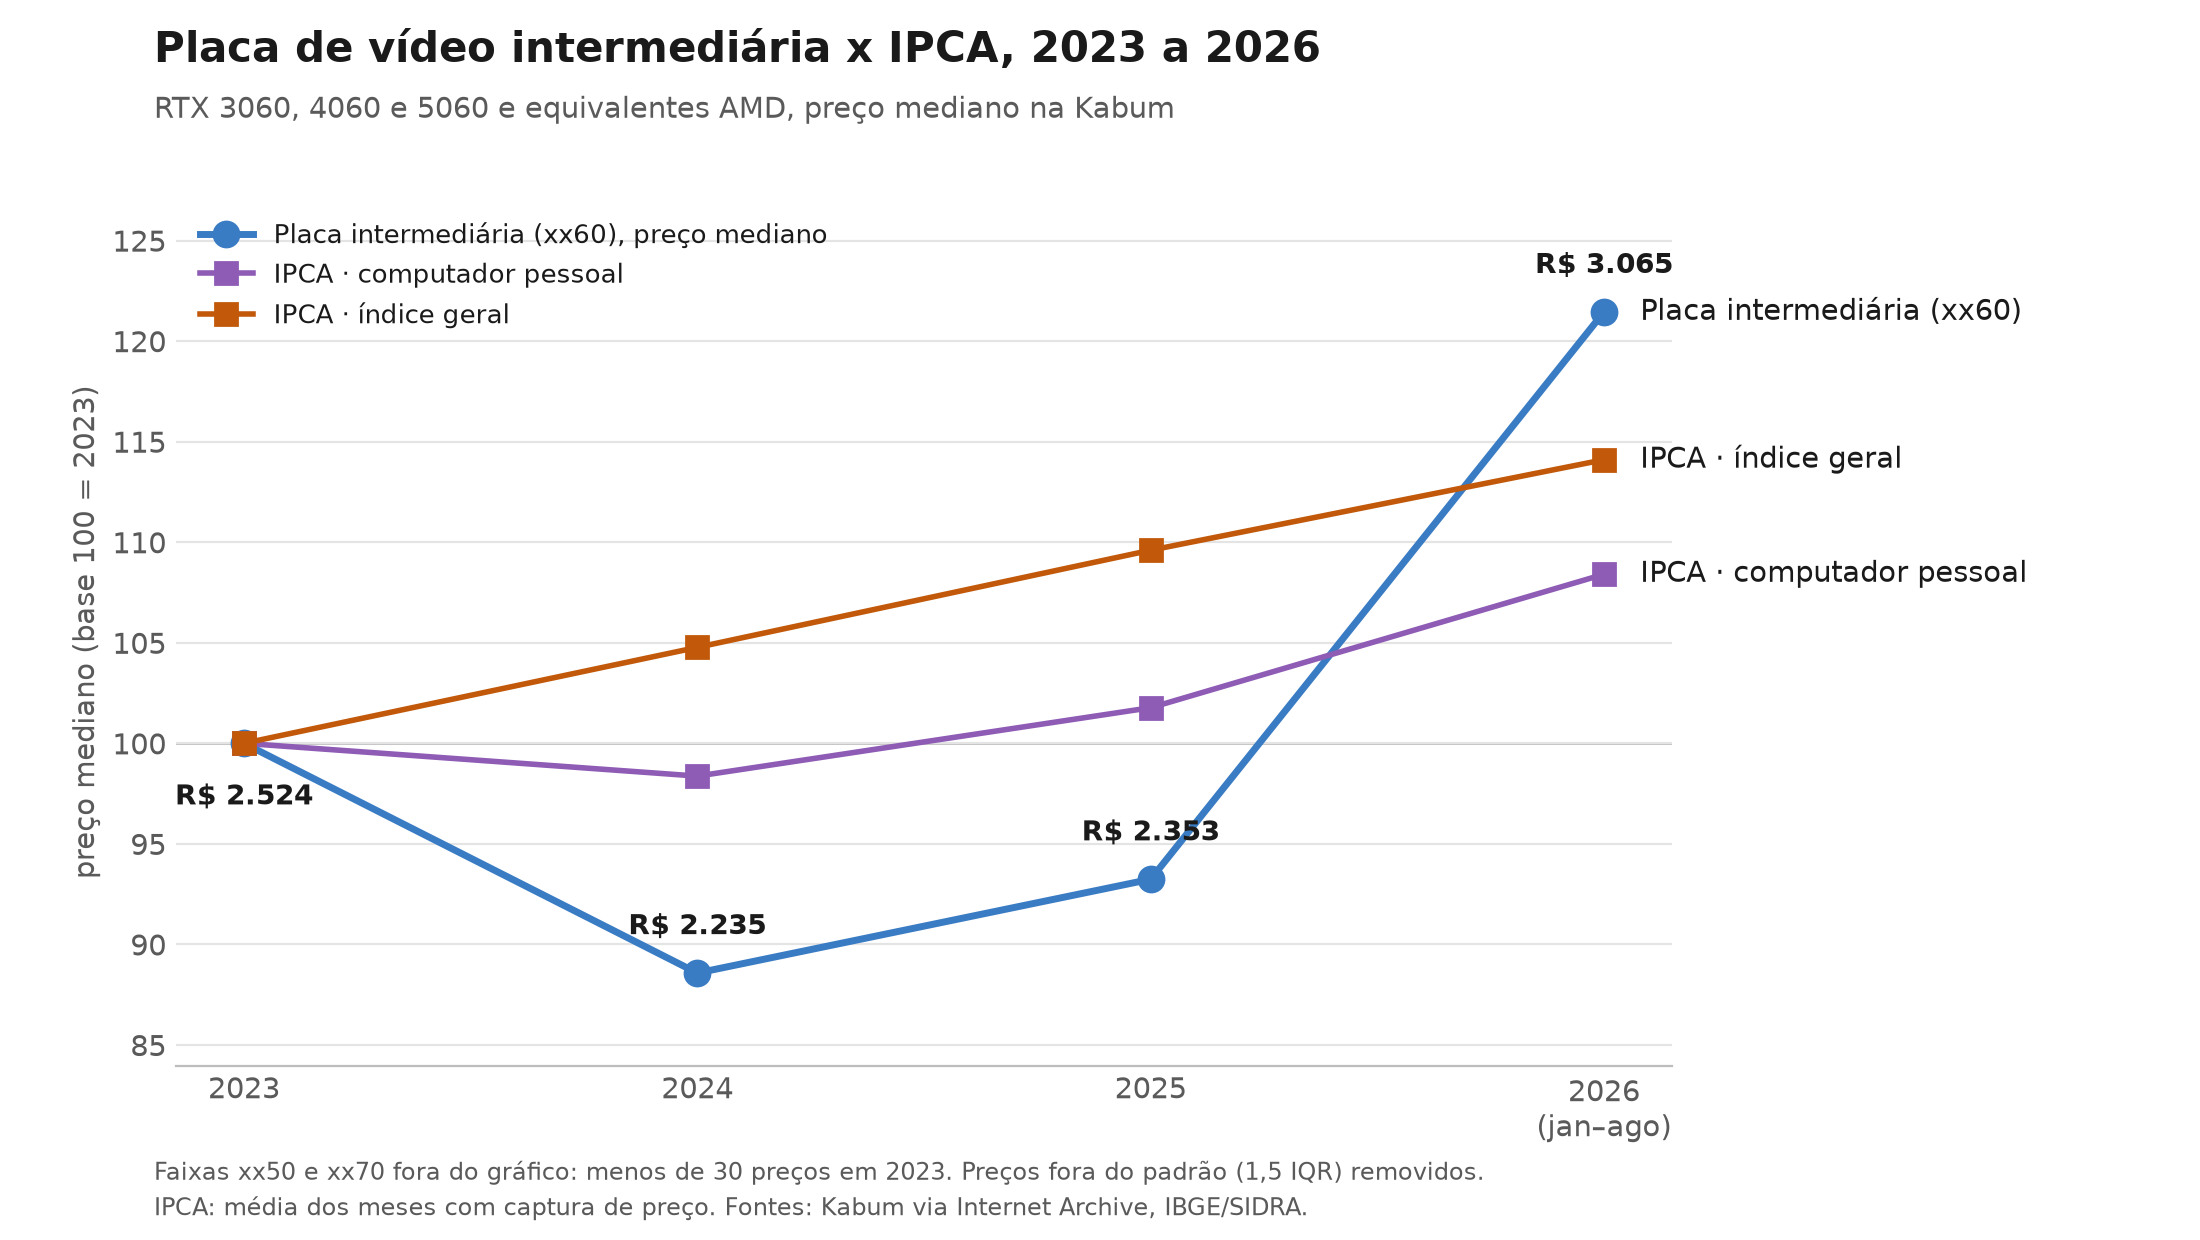 Placa de vídeo intermediária x IPCA, 2023 a 2026
RTX 3060, 4060 e 5060 e equivalentes AMD, preço mediano na Kabum
Placa intermediária (xx60), preço mediano
IPCA · computador pessoal
IPCA · índice geral
preço mediano (base 100 = 2023)
125
120
115
110
105
100
95
90
85
R$ 2.524
R$ 2.235
R$ 2.353
R$ 3.065
Placa intermediária (xx60)
IPCA · índice geral
IPCA · computador pessoal
2023
2024
2025
2026
(jan–ago)
Faixas xx50 e xx70 fora do gráfico: menos de 30 preços em 2023. Preços fora do padrão (1,5 IQR) removidos.
IPCA: média dos meses com captura de preço. Fontes: Kabum via Internet Archive, IBGE/SIDRA.